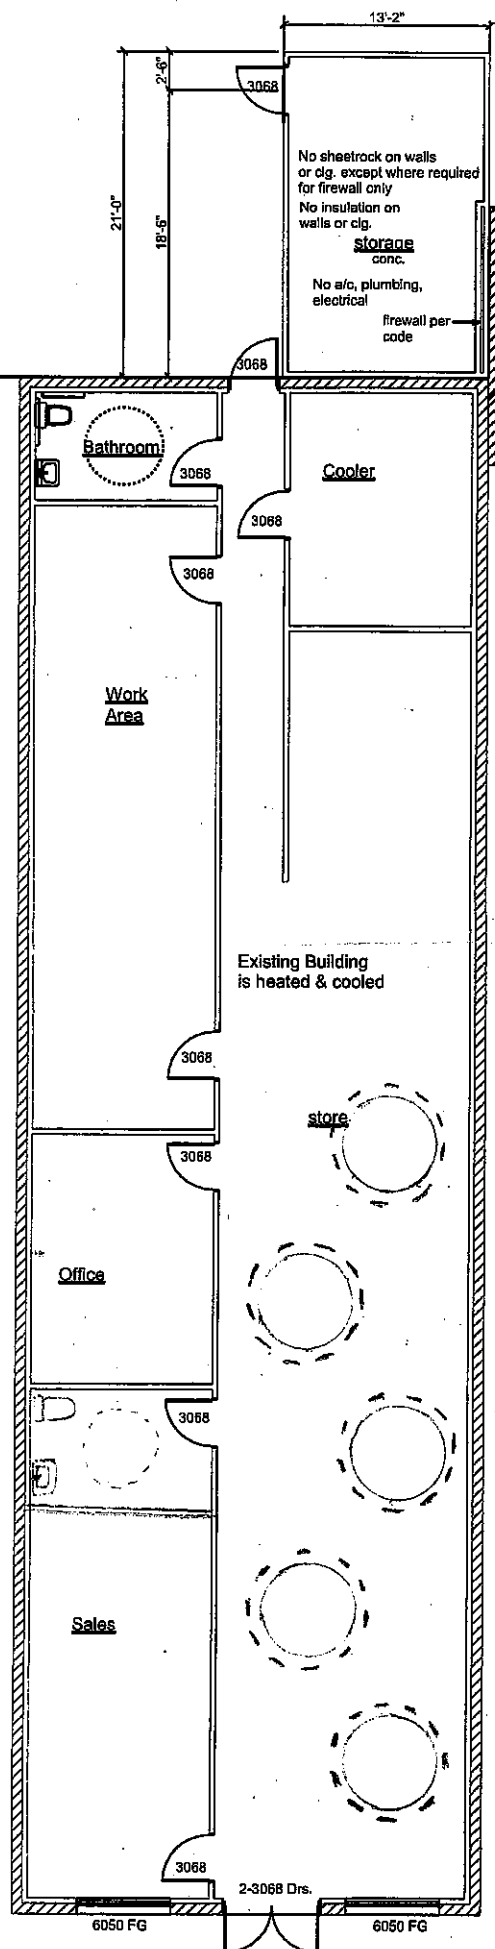 13'-2"
2'-6"
3068
21'-0"
18'-6"
No sheetrock on walls
or clg. except where required
for firewall only
No insulation on
walls or clg.
storage
conc.
No a/c, plumbing,
electrical
firewall per
code
3068
Bathroom
3068
Cooler
3068
3068
Work
Area
Existing Building
is heated & cooled
3068
store
3068
Office
3068
Sales
3068
2-3068 Drs.
6050 FG
6050 FG